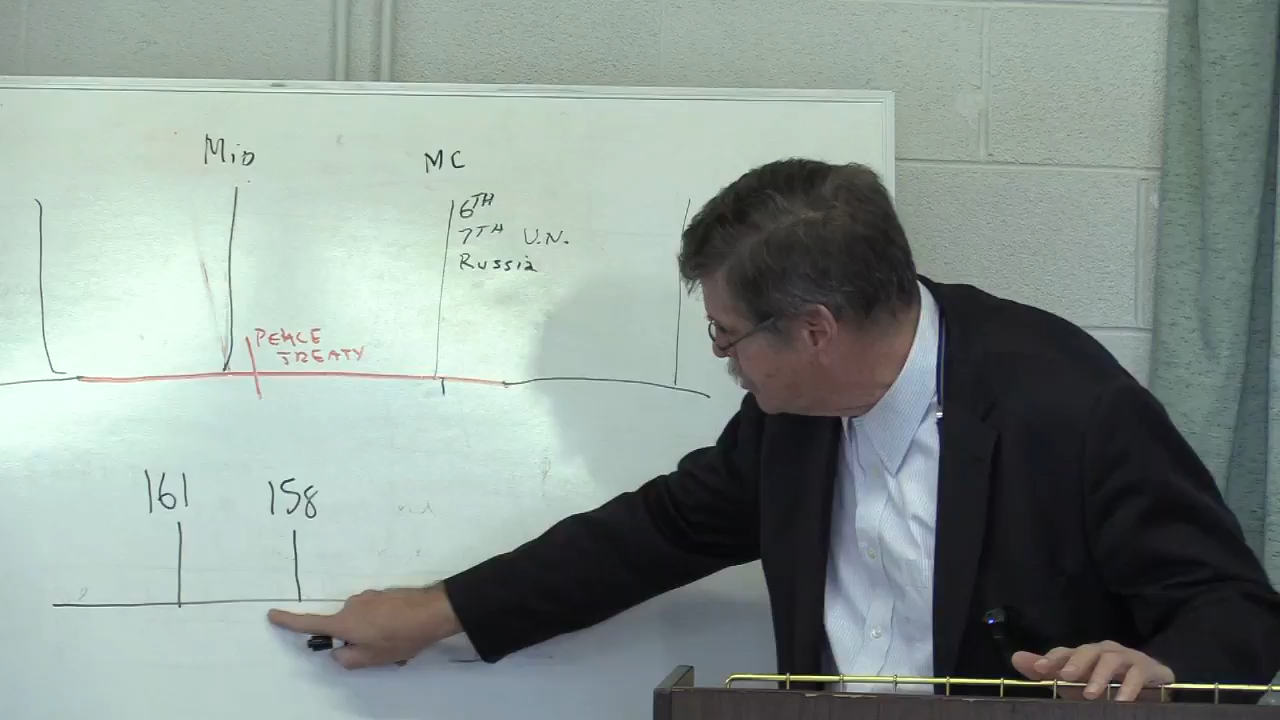 Mid
MC
6TH
7TH U.N.
Russia
PEACE
TREATY
161 158